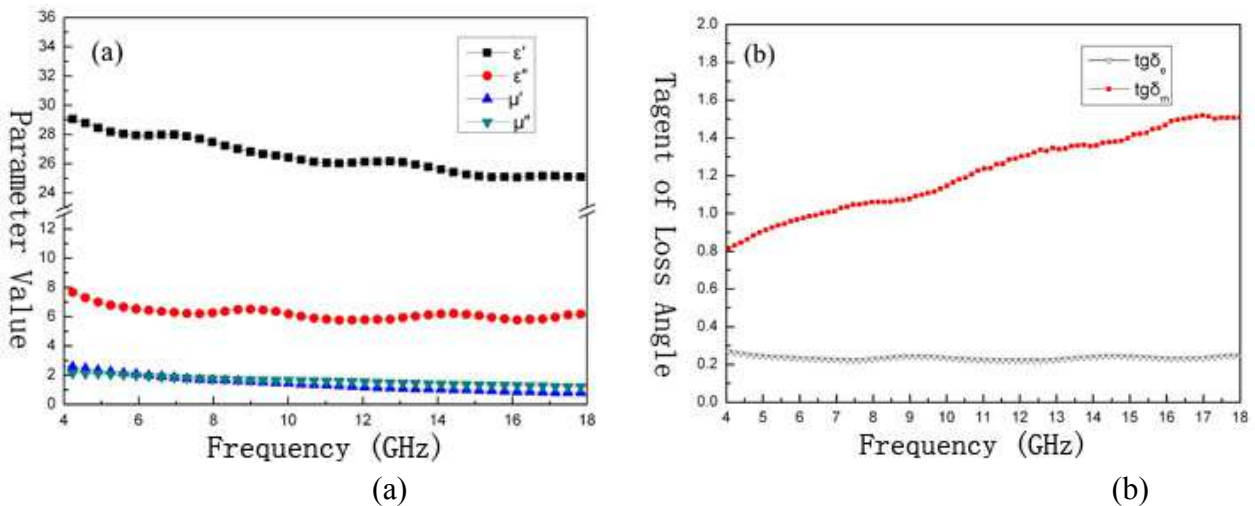 (a)
ε'
ε"
μ'
μ"
36
34
32
30
28
26
24
12
10
8
6
4
2
0
4 6 8 10 12 14 16 18
Parameter Value
Frequency (GHz)
(a)
(b)
tgδe
tgδm
2.0
1.8
1.6
1.4
1.2
1.0
0.8
0.6
0.4
0.2
0.0
4 5 6 7 8 9 10 11 12 13 14 15 16 17 18
Tagent of Loss Angle
Frequency (GHz)
(b)